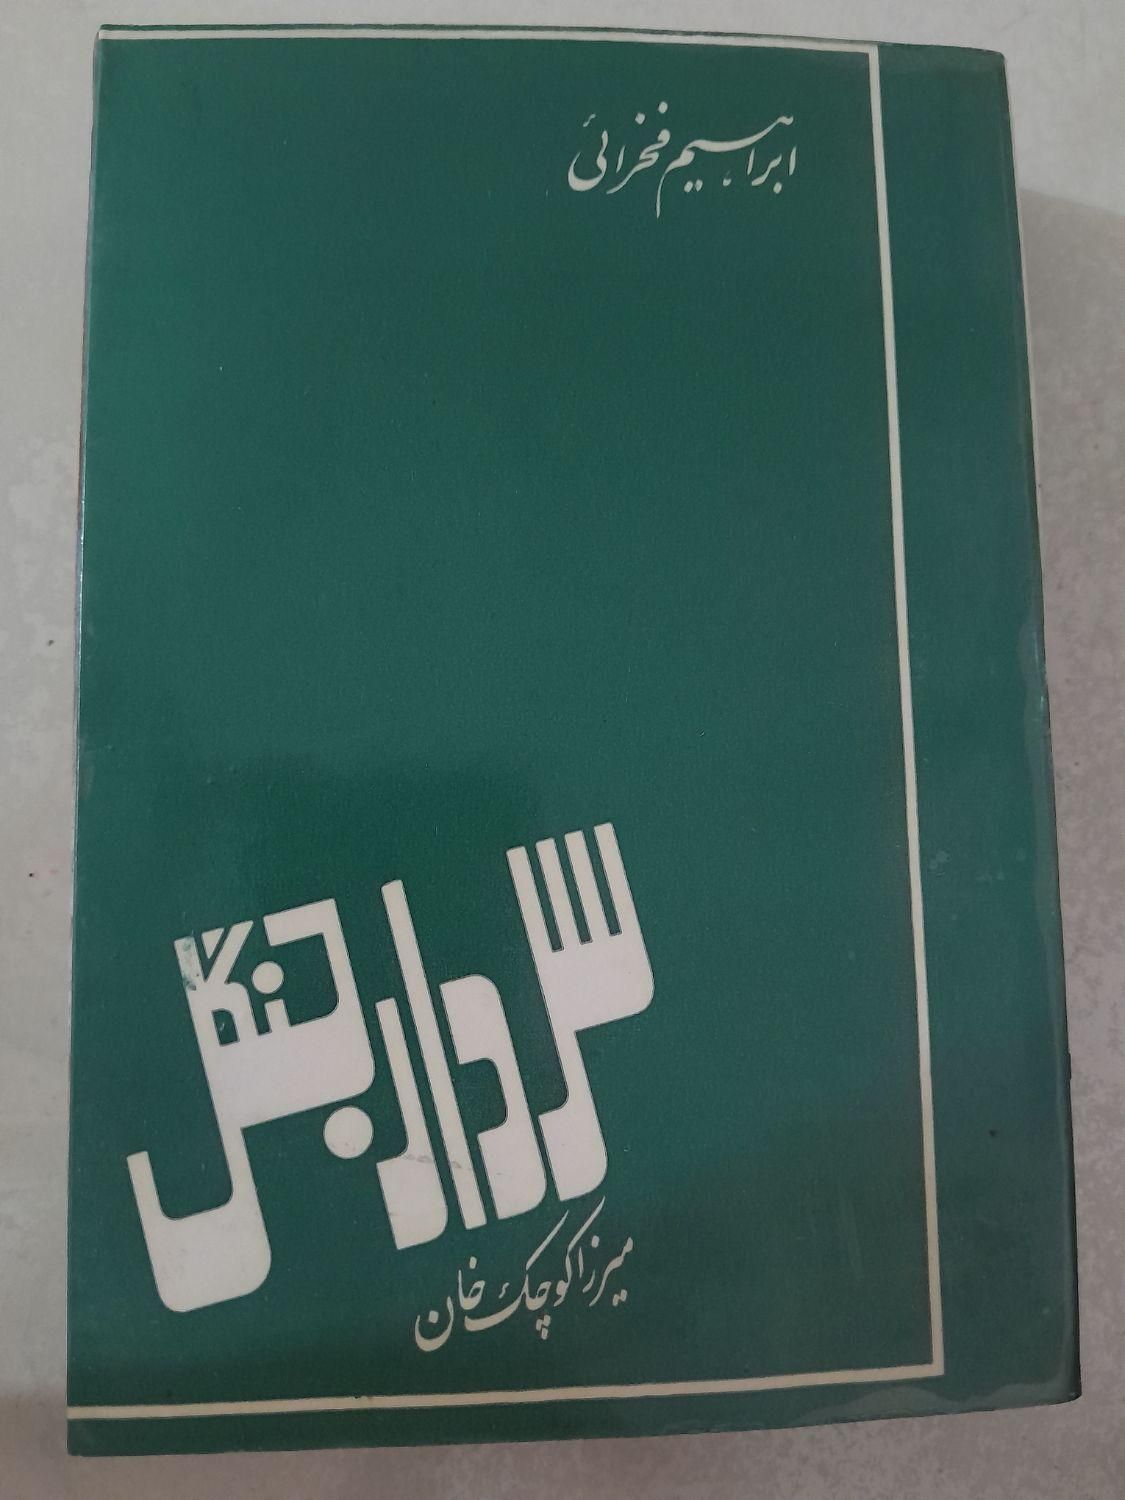 ابراهیم فخرائی
سردار جنگل
میرزا کوچک خان